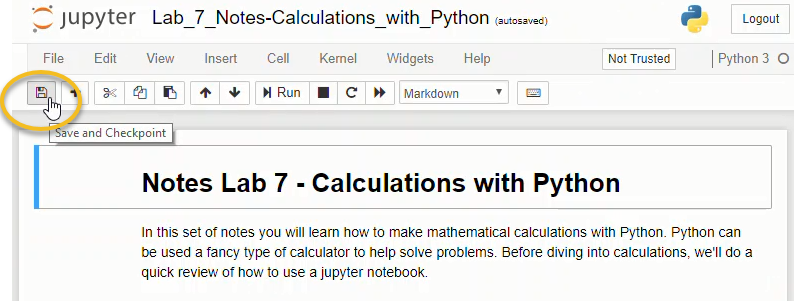 jupyter Lab_7_Notes-Calculations_with_Python (autosaved) Logout
File Edit View Insert Cell Kernel Widgets Help Not Trusted Python 3
Run Markdown
Save and Checkpoint
Notes Lab 7 - Calculations with Python
In this set of notes you will learn how to make mathematical calculations with Python. Python can
be used a fancy type of calculator to help solve problems. Before diving into calculations, we'll do a
quick review of how to use a jupyter notebook.